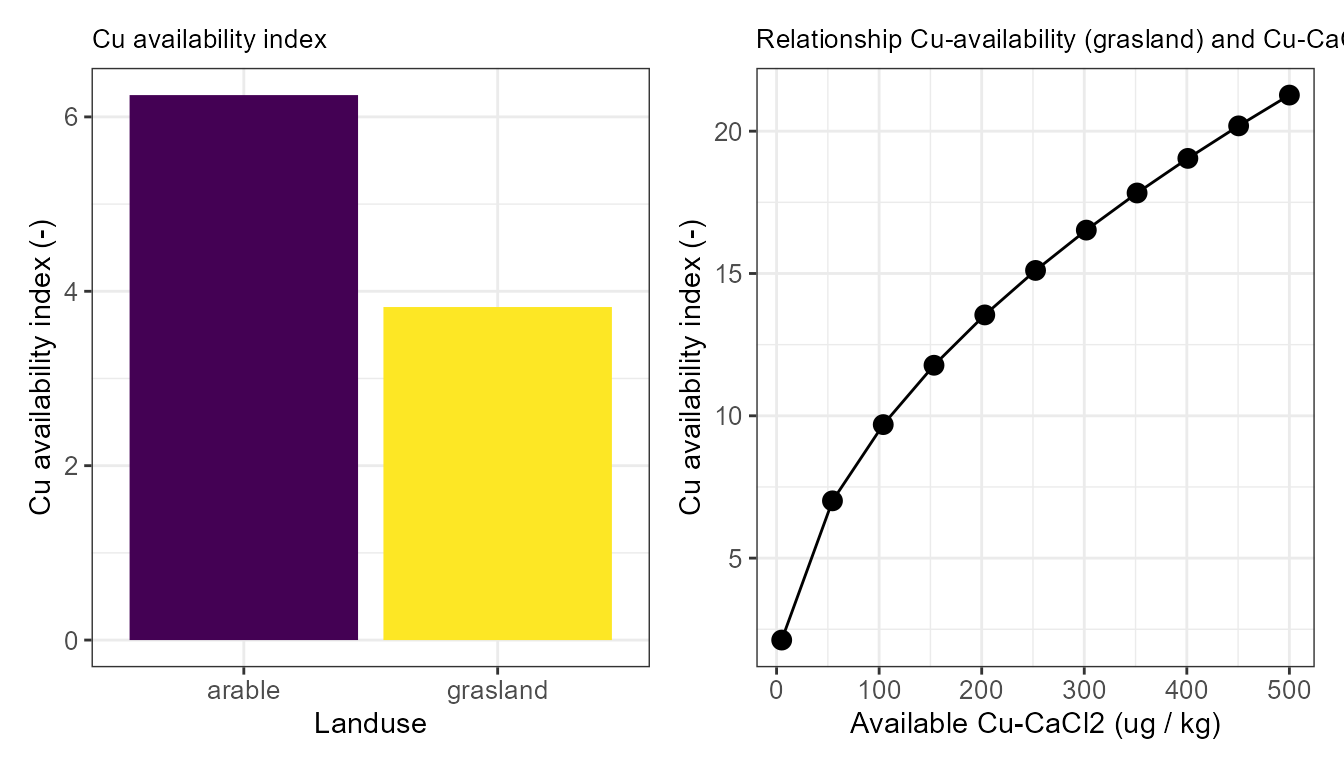 Cu availability index
Cu availability index (-)
6
4
2
0
arable grasland
Landuse
Relationship Cu-availability (grasland) and Cu-Ca
Cu availability index (-)
20
15
10
5
0 100 200 300 400 500
Available Cu-CaCl2 (ug / kg)